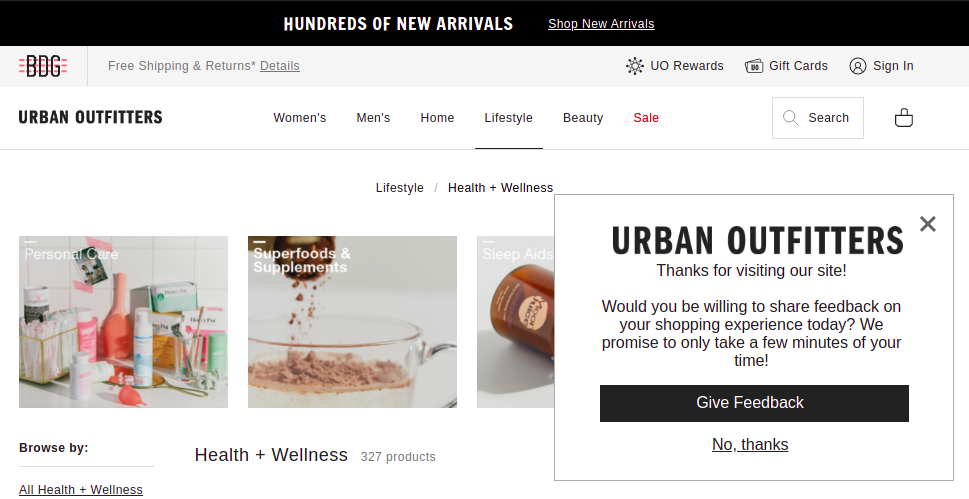 HUNDREDS OF NEW ARRIVALS Shop New Arrivals
BDG Free Shipping & Returns* Details UO Rewards UO Gift Cards Sign In
URBAN OUTFITTERS Women's Men's Home Lifestyle Beauty Sale Search
Lifestyle / Health + Wellness
Personal Care
Superfoods &
Supplements
Sleep Aids
URBAN OUTFITTERS
Thanks for visiting our site!
Would you be willing to share feedback on
your shopping experience today? We
promise to only take a few minutes of your
time!
Give Feedback
No, thanks
Browse by:
All Health + Wellness
Health + Wellness 327 products